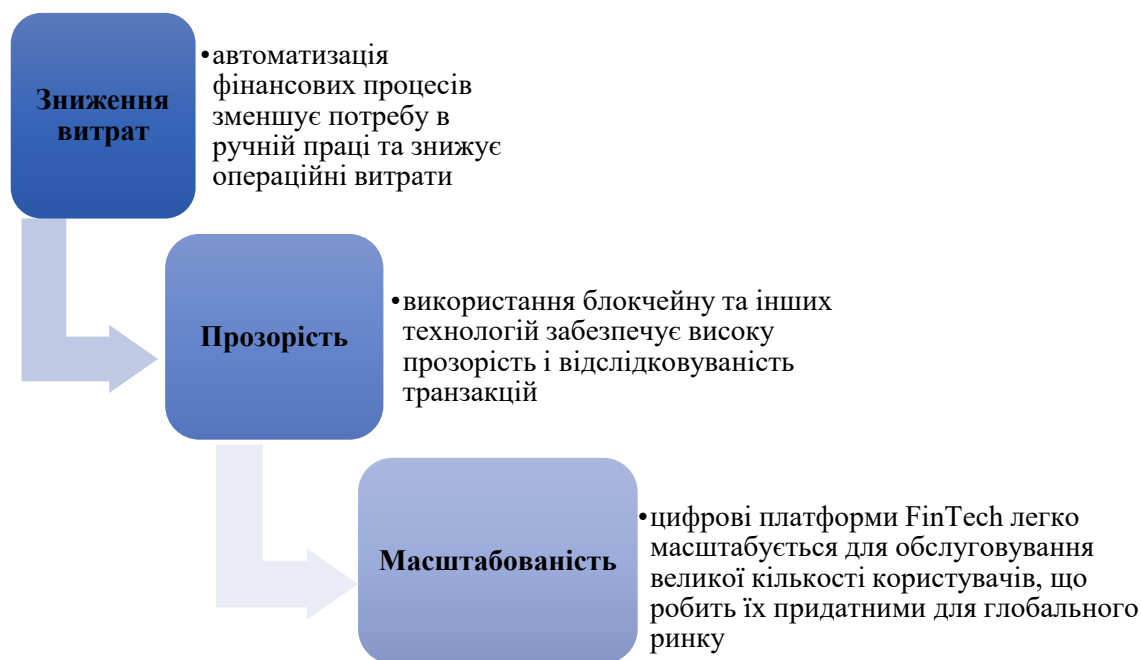 Зниження
витрат
•автоматизація
фінансових процесів
зменшує потребу в
ручній праці та знижує
операційні витрати
Прозорість
•використання блокчейну та інших
технологій забезпечує високу
прозорість і відслідковуваність
транзакцій
Масштабованість
•цифрові платформи FinTech легко
масштабується для обслуговування
великої кількості користувачів, що
робить їх придатними для глобального
ринку